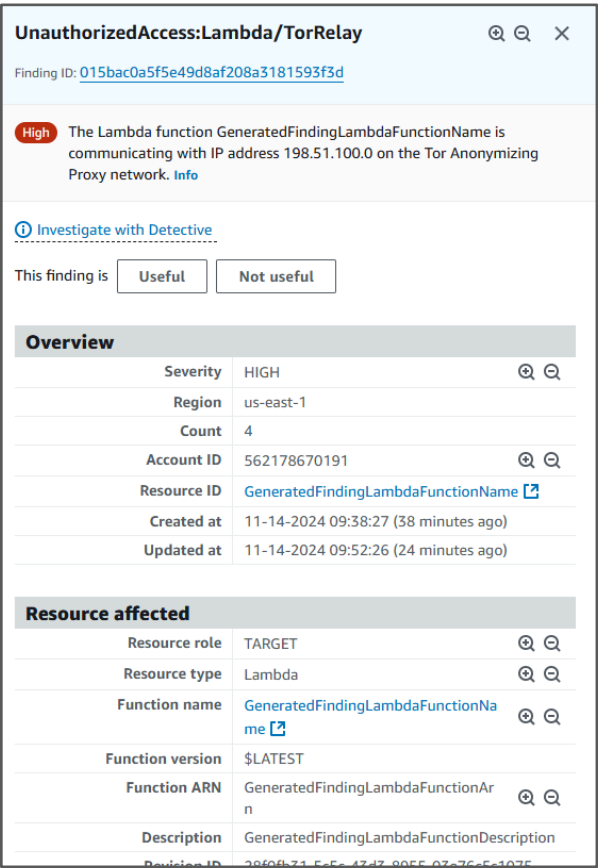 UnauthorizedAccess:Lambda/TorRelay
Finding ID: 015bac0a5f5e49d8af208a3181593f3d
High The Lambda function GeneratedFindingLambdaFunctionName is
communicating with IP address 198.51.100.0 on the Tor Anonymizing
Proxy network. Info
Investigate with Detective
This finding is Useful Not useful
Overview
Severity HIGH
Region us-east-1
Count 4
Account ID 562178670191
Resource ID GeneratedFindingLambdaFunctionName
Created at 11-14-2024 09:38:27 (38 minutes ago)
Updated at 11-14-2024 09:52:26 (24 minutes ago)
Resource affected
Resource role TARGET
Resource type Lambda
Function name GeneratedFindingLambdaFunctionNa
me
Function version $LATEST
Function ARN GeneratedFindingLambdaFunctionAr
n
Description GeneratedFindingLambdaFunctionDescription
Revision ID